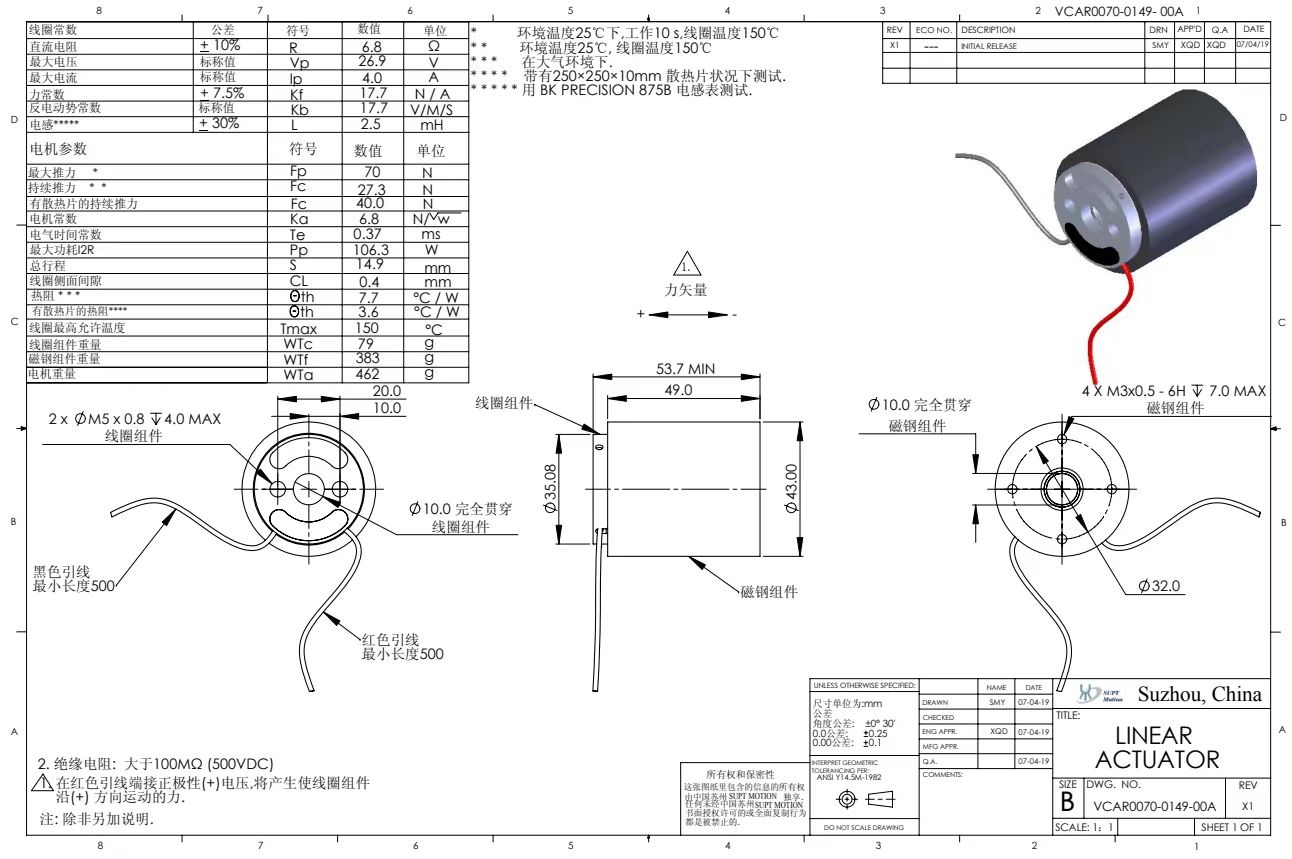 8 7 6 5 4 3 2 VCAR0070-0149- 00A 1
线圈常数 公差 符号 数值 单位
直流电阻 ± 10% R 6.8 Ω
最大电压 标称值 Vp 26.9 V
最大电流 标称值 Ip 4.0 A
力常数 ± 7.5% Kf 17.7 N / A
反电动势常数 标称值 Kb 17.7 V/M/S
电感***** ± 30% L 2.5 mH
电机参数 符号 数值 单位
最大推力 * Fp 70 N
持续推力 * * Fc 27.3 N
有散热片的持续推力 Fc 40.0 N
电机常数 Ka 6.8 N/√w
电气时间常数 Te 0.37 ms
最大功耗I2R Pp 106.3 W
总行程 S 14.9 mm
线圈侧面间隙 CL 0.4 mm
热阻 * * * Θth 7.7 °C / W
有散热片的热阻**** Θth 3.6 °C / W
线圈最高允许温度 Tmax 150 °C
线圈组件重量 WTc 79 g
磁钢组件重量 WTf 383 g
电机重量 WTa 462 g
* 环境温度25℃下,工作10 s,线圈温度150℃
* * 环境温度25℃, 线圈温度150℃
* * * 在大气环境下.
* * * * 带有250×250×10mm 散热片状况下测试.
* * * * * 用 BK PRECISION 875B 电感表测试.
REV ECO NO. DESCRIPTION DRN APP'D Q.A DATE
X1 --- INITIAL RELEASE SMY XQD XQD 07/04/19
D D
C C
B B
A A
1.
力矢量
+ -
20.0
10.0
2 x ∅M5 x 0.8 ↧4.0 MAX
线圈组件
∅10.0 完全贯穿
线圈组件
黑色引线
最小长度500
红色引线
最小长度500
53.7 MIN
49.0
线圈组件
∅35.08
∅43.00
磁钢组件
4 X M3x0.5 - 6H ↧ 7.0 MAX
磁钢组件
∅10.0 完全贯穿
磁钢组件
∅32.0
2. 绝缘电阻: 大于100MΩ (500VDC)
1. 在红色引线端接正极性(+)电压,将产生使线圈组件
沿(+) 方向运动的力.
注: 除非另加说明.
所有权和保密性
这张图纸里包含的信息的所有权
由中国苏州 SUPT MOTION 独享.
任何未经中国苏州SUPT MOTION
书面授权许可的或全面复制行为
都是被禁止的.
UNLESS OTHERWISE SPECIFIED:
尺寸单位为:mm
公差
角度公差: ±0° 30'
0.0公差: ±0.25
0.00公差: ±0.1
INTERPRET GEOMETRIC
TOLERANCING PER:
ANSI Y14.5M-1982
DO NOT SCALE DRAWING
NAME DATE
DRAWN SMY 07-04-19
CHECKED
ENG APPR. XQD 07-04-19
MFG APPR.
Q.A. 07-04-19
COMMENTS:
SUPT
Motion
Suzhou, China
TITLE:
LINEAR
ACTUATOR
SIZE DWG. NO. REV
B VCAR0070-0149-00A X1
SCALE: 1: 1 SHEET 1 OF 1
8 7 6 5 4 3 2 1